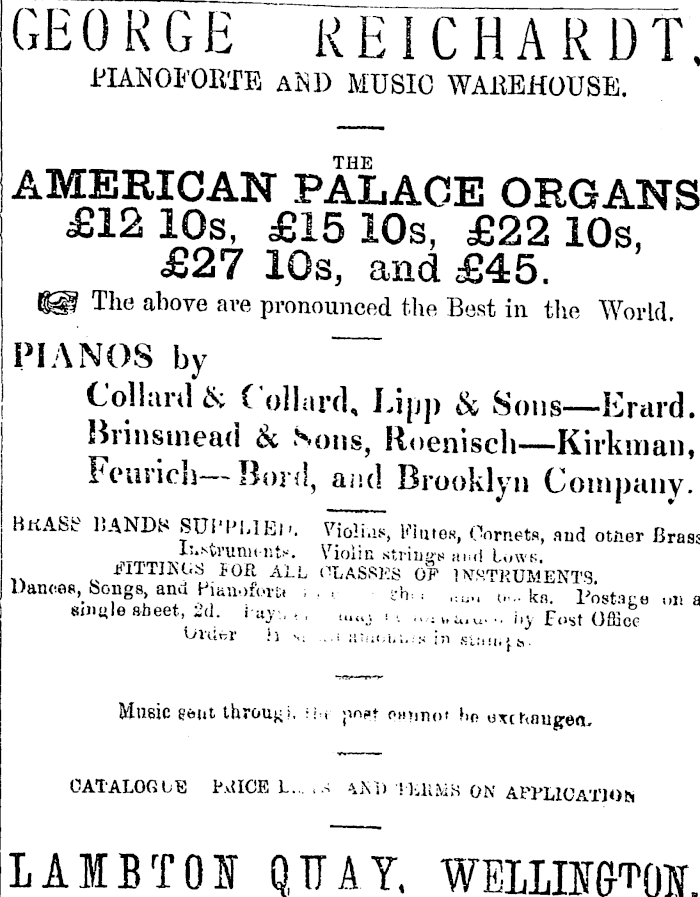 GEORGE REICHARDT,
PIANOFORTE AND MUSIC WAREHOUSE.
THE
AMERICAN PALACE ORGANS
£12 10s, £15 10s, £22 10s,
£27 10s, and £45.
The above are pronounced the Best in the World.
PIANOS by
Collard & Collard, Lipp & Sons—Erard.
Brinsmead & Sons, Roenisch—Kirkman,
Feurich—Bord, and Brooklyn Company.
BRASS BANDS SUPPLIED. Violins, Flutes, Cornets, and other Brass
Instruments. Violin strings and bows.
FITTINGS FOR ALL CLASSES OF INSTRUMENTS.
Dances, Songs, and Pianoforte Postage on a
single sheet, 2d. may be forwarded by Post Office
Order in stamps.
Music sent through the post cannot be exchanged.
CATALOGUE PRICE LISTS AND TERMS ON APPLICATION
LAMBTON QUAY, WELLINGTON.